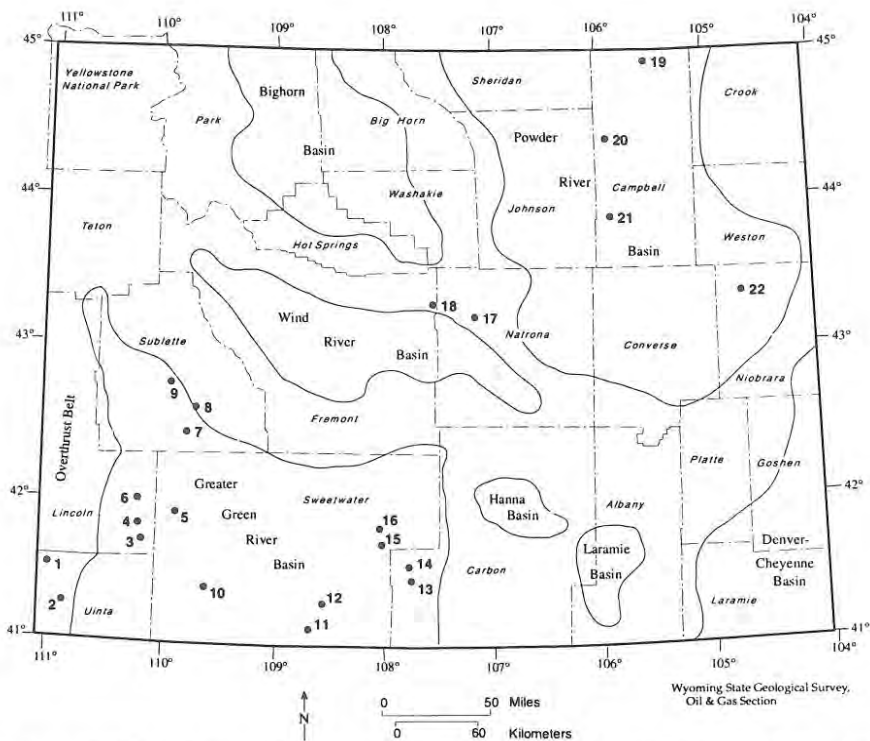 111°
110°
109°
108°
107°
106°
105°
104°
45°
45°
Yellowstone
National Park
Bighorn
Sheridan
19
Crook
Park
Big Horn
Basin
Powder
20
44°
44°
Washakie
River
Campbell
Johnson
21
Teton
Hot Springs
Basin
Weston
22
Wind
18
17
43°
43°
Sublette
River
Natrona
Converse
Basin
Niobrara
9
8
Fremont
7
Overthrust Belt
Platte
Goshen
42°
42°
Greater
6
Sweetwater
Hanna
Basin
Albany
Lincoln
4
5
Green
16
3
River
15
Laramie
Basin
Denver-
Cheyenne
Basin
1
Basin
14
Carbon
13
2
Uinta
10
12
Laramie
11
41°
41°
111°
110°
109°
108°
107°
106°
105°
104°
N
0 50 Miles
0 60 Kilometers
Wyoming State Geological Survey,
Oil & Gas Section